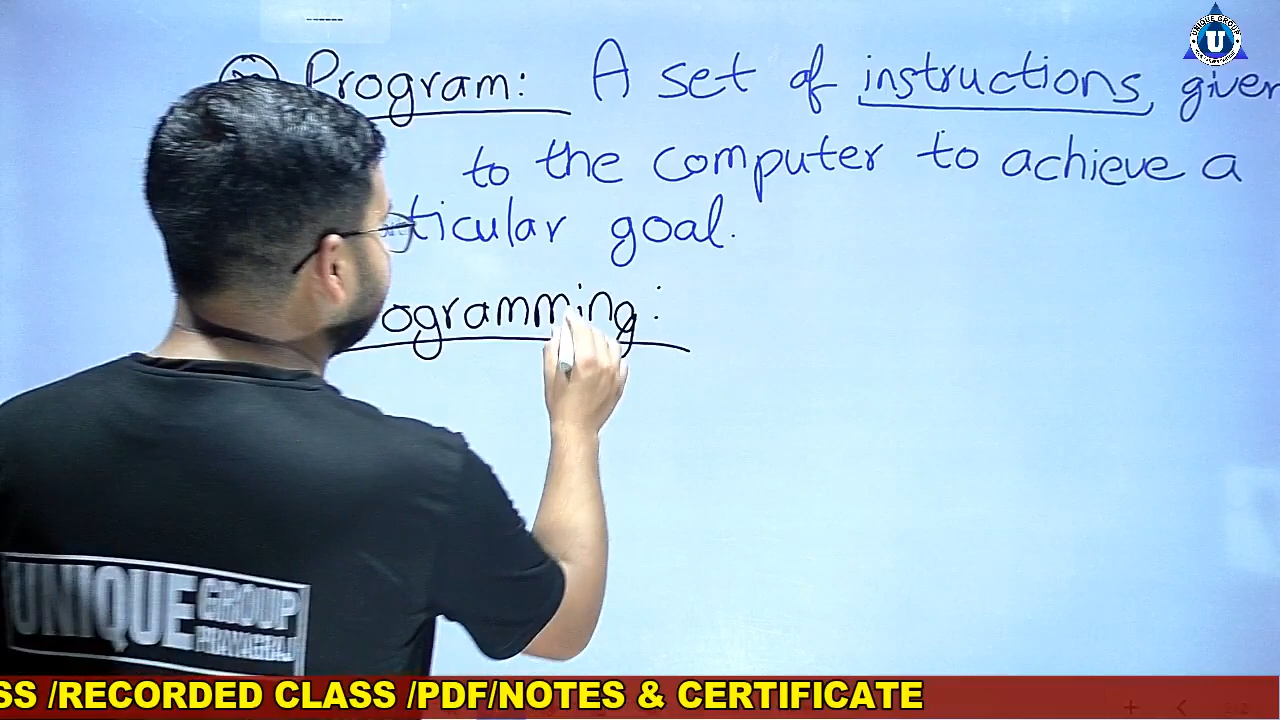 Program: A set of instructions given
to the computer to achieve a
ticular goal.
ogramming:
U
UNIQUE GROUP
PRAYAGRAJ
SS /RECORDED CLASS /PDF/NOTES & CERTIFICATE